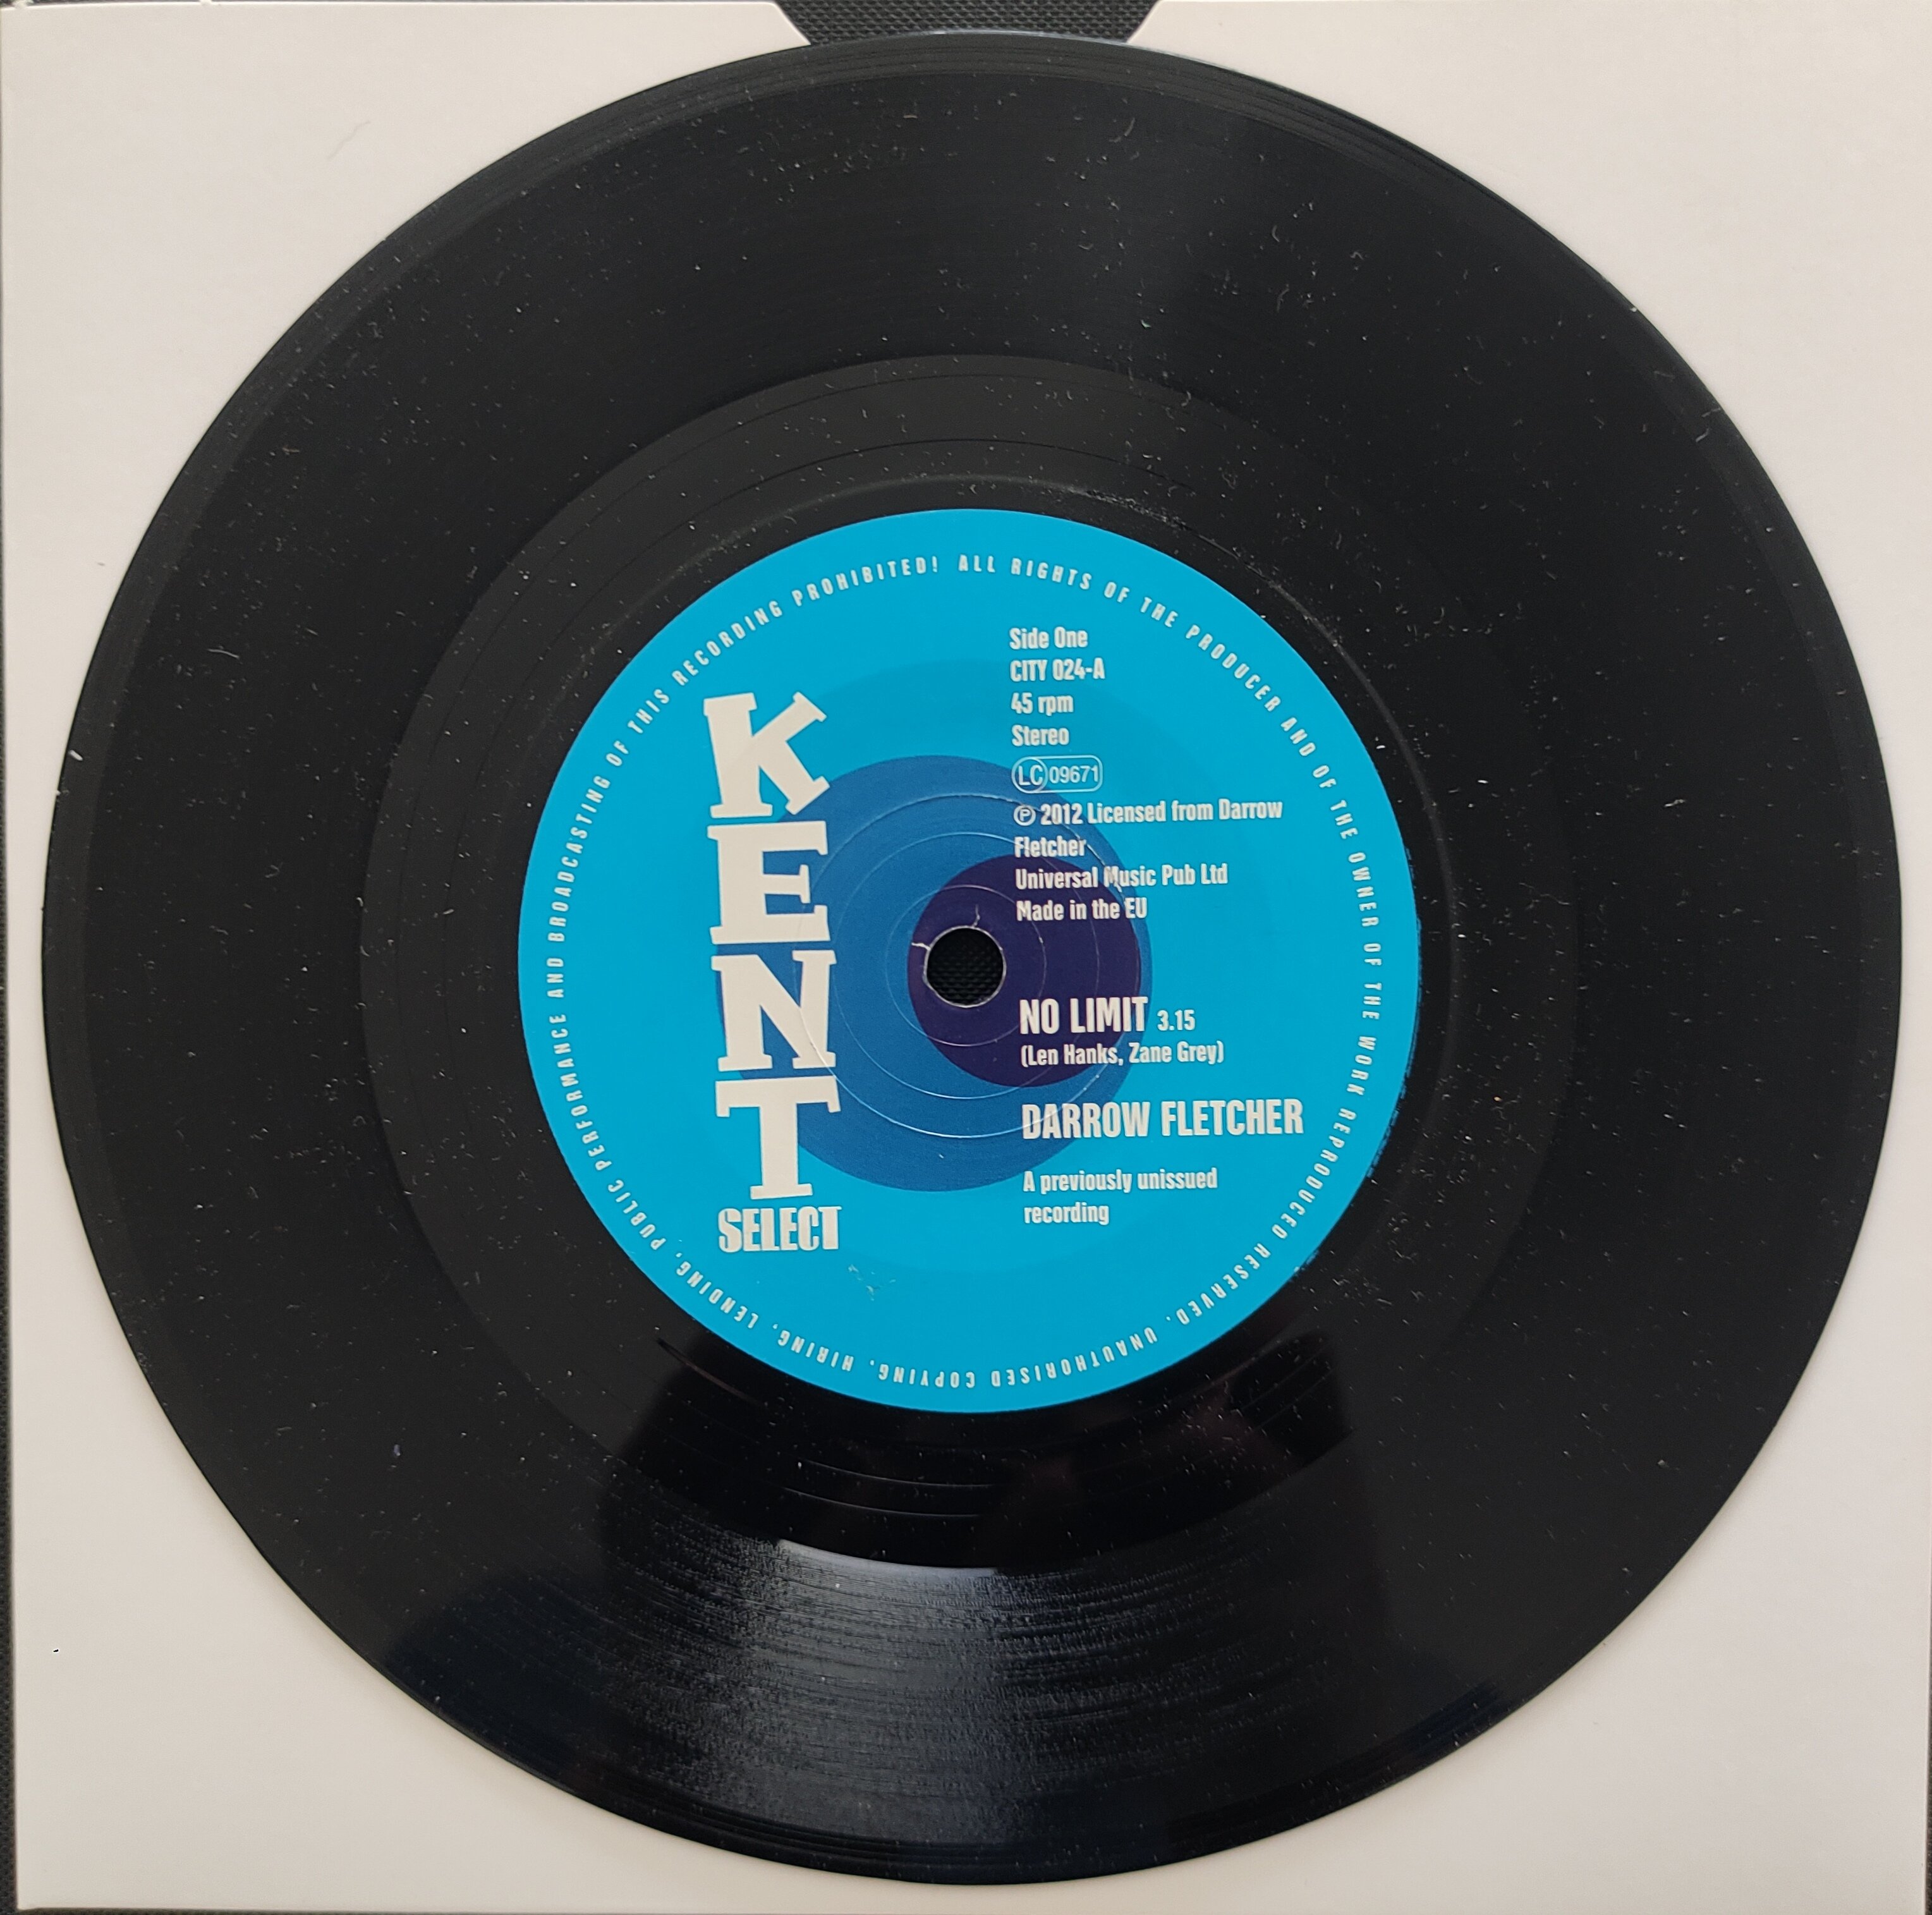 ALL RIGHTS OF THE PRODUCER AND OF THE OWNER OF THE WORK REPRODUCED RESERVED. UNAUTHORISED COPYING, HIRING, LENDING, PUBLIC PERFORMANCE AND BROADCASTING OF THIS RECORDING PROHIBITED!
KENT
SELECT
Side One
CITY 024-A
45 rpm
Stereo
LC 09671
℗ 2012 Licensed from Darrow
Fletcher
Universal Music Pub Ltd
Made in the EU
NO LIMIT 3.15
(Len Hanks, Zane Grey)
DARROW FLETCHER
A previously unissued
recording